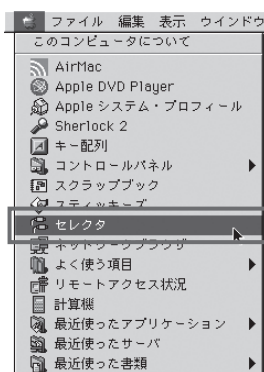 ファイル 編集 表示 ウインドウ
このコンピュータについて
AirMac
Apple DVD Player
Apple システム・プロフィール
Sherlock 2
キー配列
コントロールパネル
スクラップブック
スティッキーズ
セレクタ
ネットワークブラウザ
よく使う項目
リモートアクセス状況
計算機
最近使ったアプリケーション
最近使ったサーバ
最近使った書類